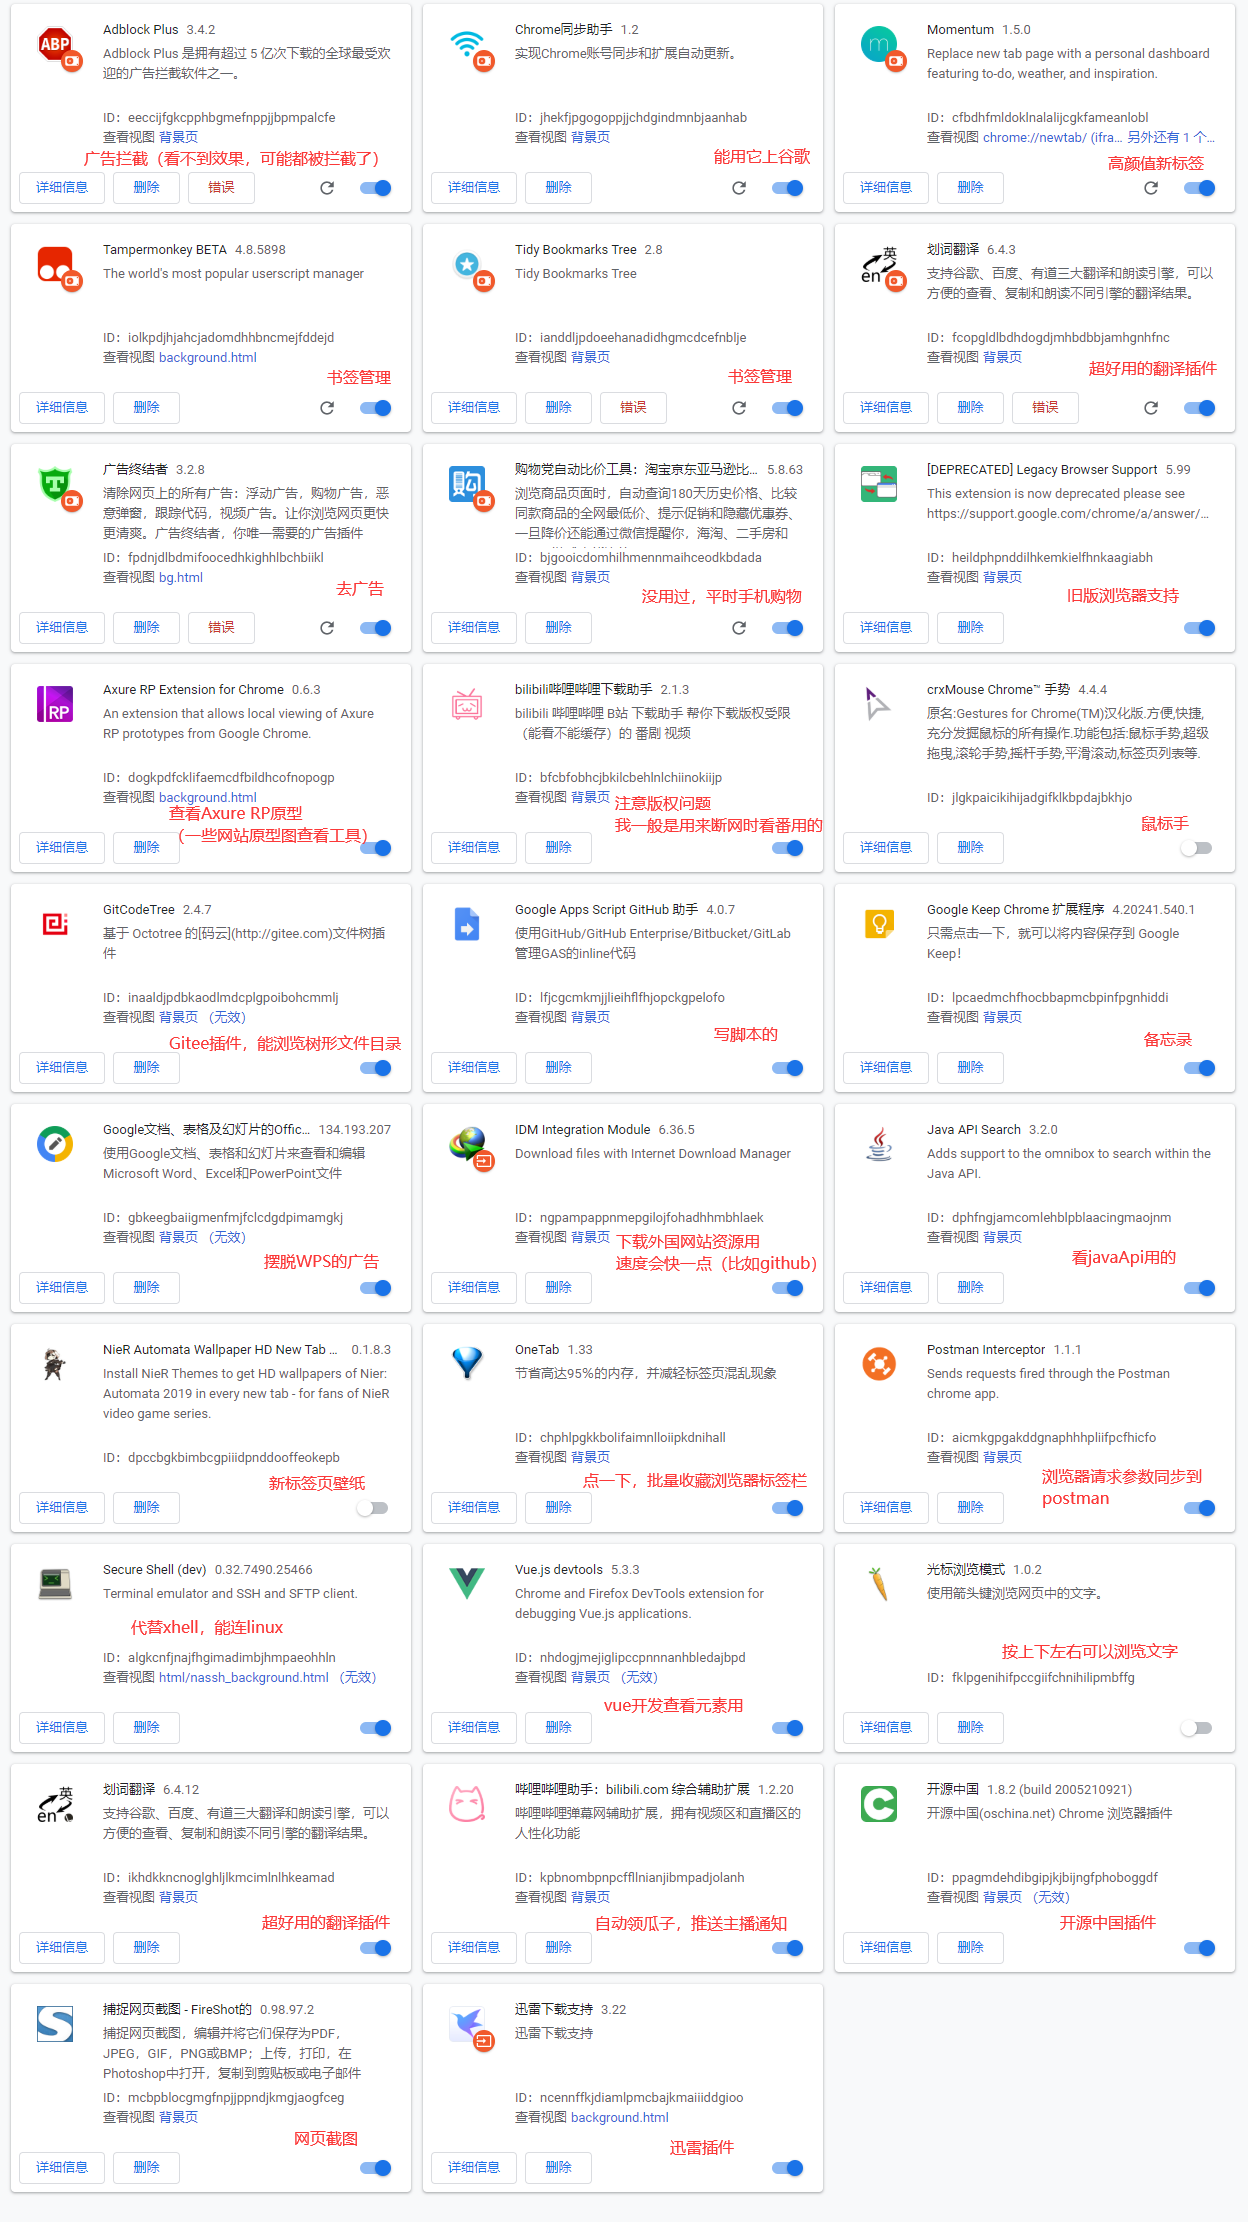 Adblock Plus 3.4.2
Adblock Plus 是拥有超过 5 亿次下载的全球最受欢
迎的广告拦截软件之一。
ID：eeccijfgkcpphbgmefnppjjbpmpalcfe
查看视图 背景页
广告拦截（看不到效果，可能都被拦截了）
详细信息 删除 错误
Chrome同步助手 1.2
实现Chrome账号同步和扩展自动更新。
ID：jhekfjpgogoppjjchdgindmnbjaanhab
查看视图 背景页
能用它上谷歌
详细信息 删除
Momentum 1.5.0
Replace new tab page with a personal dashboard
featuring to-do, weather, and inspiration.
ID：cfbdhfmldoklnalalijcgkfameanlobl
查看视图 chrome://newtab/ (ifra... 另外还有 1 个...
高颜值新标签
详细信息 删除
Tampermonkey BETA 4.8.5898
The world's most popular userscript manager
ID：iolkpdjhjahcjadomdhhbncmejfddejd
查看视图 background.html
书签管理
详细信息 删除
Tidy Bookmarks Tree 2.8
Tidy Bookmarks Tree
ID：ianddljpdoeehanadidhgmcdcefnblje
查看视图 背景页
书签管理
详细信息 删除 错误
划词翻译 6.4.3
支持谷歌、百度、有道三大翻译和朗读引擎，可以
方便的查看、复制和朗读不同引擎的翻译结果。
ID：fcopgldlbdhdogdjmhbdbbjamhgnhfnc
查看视图 背景页
超好用的翻译插件
详细信息 删除 错误
广告终结者 3.2.8
清除网页上的所有广告：浮动广告，购物广告，恶
意弹窗，跟踪代码，视频广告。让你浏览网页更快
更清爽。广告终结者，你唯一需要的广告插件
ID：fpdnjdlbdmifoocedhkighhlbchbiikl
查看视图 bg.html
去广告
详细信息 删除 错误
购物党自动比价工具：淘宝京东亚马逊比... 5.8.63
浏览商品页面时，自动查询180天历史价格、比较
同款商品的全网最低价、提示促销和隐藏优惠券、
一旦降价还能通过微信提醒你，海淘、二手房和
ID：bjgooicdomhilhmennmaihceodkbdada
查看视图 背景页
没用过，平时手机购物
详细信息 删除
[DEPRECATED] Legacy Browser Support 5.99
This extension is now deprecated please see
https://support.google.com/chrome/a/answer/...
ID：heildphpnddilhkemkielfhnkaagiabh
查看视图 背景页
旧版浏览器支持
详细信息 删除
Axure RP Extension for Chrome 0.6.3
An extension that allows local viewing of Axure
RP prototypes from Google Chrome.
ID：dogkpdfcklifaemcdfbildhcofnopogp
查看视图 background.html
查看Axure RP原型
（一些网站原型图查看工具）
详细信息 删除
bilibili哔哩哔哩下载助手 2.1.3
bilibili 哔哩哔哩 B站 下载助手 帮你下载版权受限
（能看不能缓存）的 番剧 视频
ID：bfcbfobhcjbkilcbehlnlchiinokiijp
查看视图 背景页
注意版权问题
我一般是用来断网时看番用的
详细信息 删除
crxMouse Chrome™ 手势 4.4.4
原名:Gestures for Chrome(TM)汉化版.方便,快捷,
充分发掘鼠标的所有操作.功能包括:鼠标手势,超级
拖曳,滚轮手势,摇杆手势,平滑滚动,标签页列表等.
ID：jlgkpaicikihijadgifklkbpdajbkhjo
鼠标手
详细信息 删除
GitCodeTree 2.4.7
基于 Octotree 的[码云](http://gitee.com)文件树插
件
ID：inaaldjpdbkaodlmdcplgpoibohcmmlj
查看视图 背景页 （无效）
Gitee插件，能浏览树形文件目录
详细信息 删除
Google Apps Script GitHub 助手 4.0.7
使用GitHub/GitHub Enterprise/Bitbucket/GitLab
管理GAS的inline代码
ID：lfjcgcmkmjjlieihflfhjopckgpelofo
查看视图 背景页
写脚本的
详细信息 删除
Google Keep Chrome 扩展程序 4.20241.540.1
只需点击一下，就可以将内容保存到 Google
Keep！
ID：lpcaedmchfhocbbapmcbpinfpgnhiddi
查看视图 背景页
备忘录
详细信息 删除
Google文档、表格及幻灯片的Offic... 134.193.207
使用Google文档、表格和幻灯片来查看和编辑
Microsoft Word、Excel和PowerPoint文件
ID：gbkeegbaiigmenfmjfclcdgdpimamgkj
查看视图 背景页 （无效）
摆脱WPS的广告
详细信息 删除
IDM Integration Module 6.36.5
Download files with Internet Download Manager
ID：ngpampappnmepgilojfohadhhmbhlaek
查看视图 背景页
下载外国网站资源用
速度会快一点（比如github）
详细信息 删除
Java API Search 3.2.0
Adds support to the omnibox to search within the
Java API.
ID：dphfngjamcomlehblpblaacingmaojnm
查看视图 背景页
看javaApi用的
详细信息 删除
NieR Automata Wallpaper HD New Tab ... 0.1.8.3
Install NieR Themes to get HD wallpapers of Nier:
Automata 2019 in every new tab - for fans of NieR
video game series.
ID：dpccbgkbimbcgpiiidpnddooffeokepb
新标签页壁纸
详细信息 删除
OneTab 1.33
节省高达95％的内存，并减轻标签页混乱现象
ID：chphlpgkkbolifaimnlloiipkdnihall
查看视图 背景页
点一下，批量收藏浏览器标签栏
详细信息 删除
Postman Interceptor 1.1.1
Sends requests fired through the Postman
chrome app.
ID：aicmkgpgakddgnaphhhpliifpcfhicfo
查看视图 背景页
浏览器请求参数同步到
postman
详细信息 删除
Secure Shell (dev) 0.32.7490.25466
Terminal emulator and SSH and SFTP client.
代替xhell，能连linux
ID：algkcnfjnajfhgimadimbjhmpaeohhln
查看视图 html/nassh_background.html （无效）
详细信息 删除
Vue.js devtools 5.3.3
Chrome and Firefox DevTools extension for
debugging Vue.js applications.
ID：nhdogjmejiglipccpnnnanhbledajbpd
查看视图 背景页 （无效）
vue开发查看元素用
详细信息 删除
光标浏览模式 1.0.2
使用箭头键浏览网页中的文字。
按上下左右可以浏览文字
ID：fklpgenihifpccgiifchnihilipmbffg
详细信息 删除
划词翻译 6.4.12
支持谷歌、百度、有道三大翻译和朗读引擎，可以
方便的查看、复制和朗读不同引擎的翻译结果。
ID：ikhdkkncnoglghljlkmcimlnlhkeamad
查看视图 背景页
超好用的翻译插件
详细信息 删除
哔哩哔哩助手：bilibili.com 综合辅助扩展 1.2.20
哔哩哔哩弹幕网辅助扩展，拥有视频区和直播区的
人性化功能
ID：kpbnombpnpcffllnianjibmpadjolanh
查看视图 背景页
自动领瓜子，推送主播通知
详细信息 删除
开源中国 1.8.2 (build 2005210921)
开源中国(oschina.net) Chrome 浏览器插件
ID：ppagmdehdibgipjkjbijngfphoboggdf
查看视图 背景页 （无效）
开源中国插件
详细信息 删除
捕捉网页截图 - FireShot的 0.98.97.2
捕捉网页截图，编辑并将它们保存为PDF，
JPEG，GIF，PNG或BMP；上传，打印，在
Photoshop中打开，复制到剪贴板或电子邮件
ID：mcbpblocgmgfnpjjppndjkmgjaogfceg
查看视图 背景页
网页截图
详细信息 删除
迅雷下载支持 3.22
迅雷下载支持
ID：ncennffkjdiamlpmcbajkmaiiiddgioo
查看视图 background.html
迅雷插件
详细信息 删除